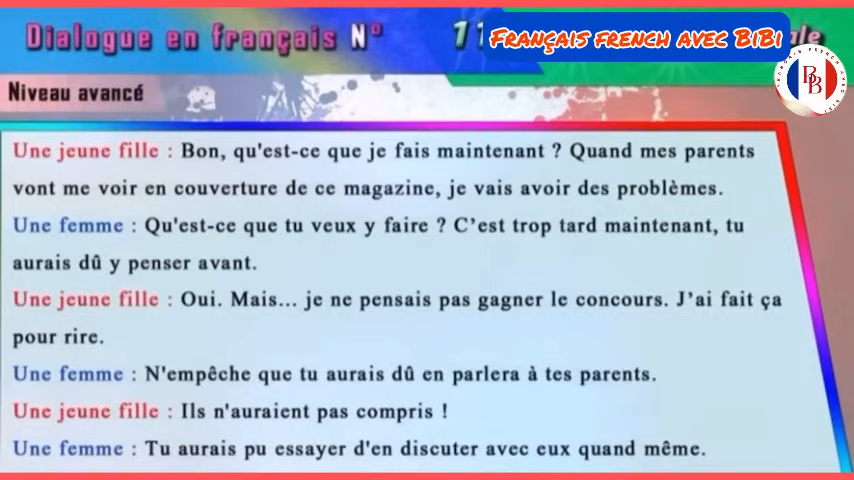 Dialogue en français N° 11
Français french avec BiBi
Niveau avancé
Une jeune fille : Bon, qu'est-ce que je fais maintenant ? Quand mes parents
vont me voir en couverture de ce magazine, je vais avoir des problèmes.
Une femme : Qu'est-ce que tu veux y faire ? C’est trop tard maintenant, tu
aurais dû y penser avant.
Une jeune fille : Oui. Mais... je ne pensais pas gagner le concours. J’ai fait ça
pour rire.
Une femme : N'empêche que tu aurais dû en parlera à tes parents.
Une jeune fille : Ils n'auraient pas compris !
Une femme : Tu aurais pu essayer d'en discuter avec eux quand même.